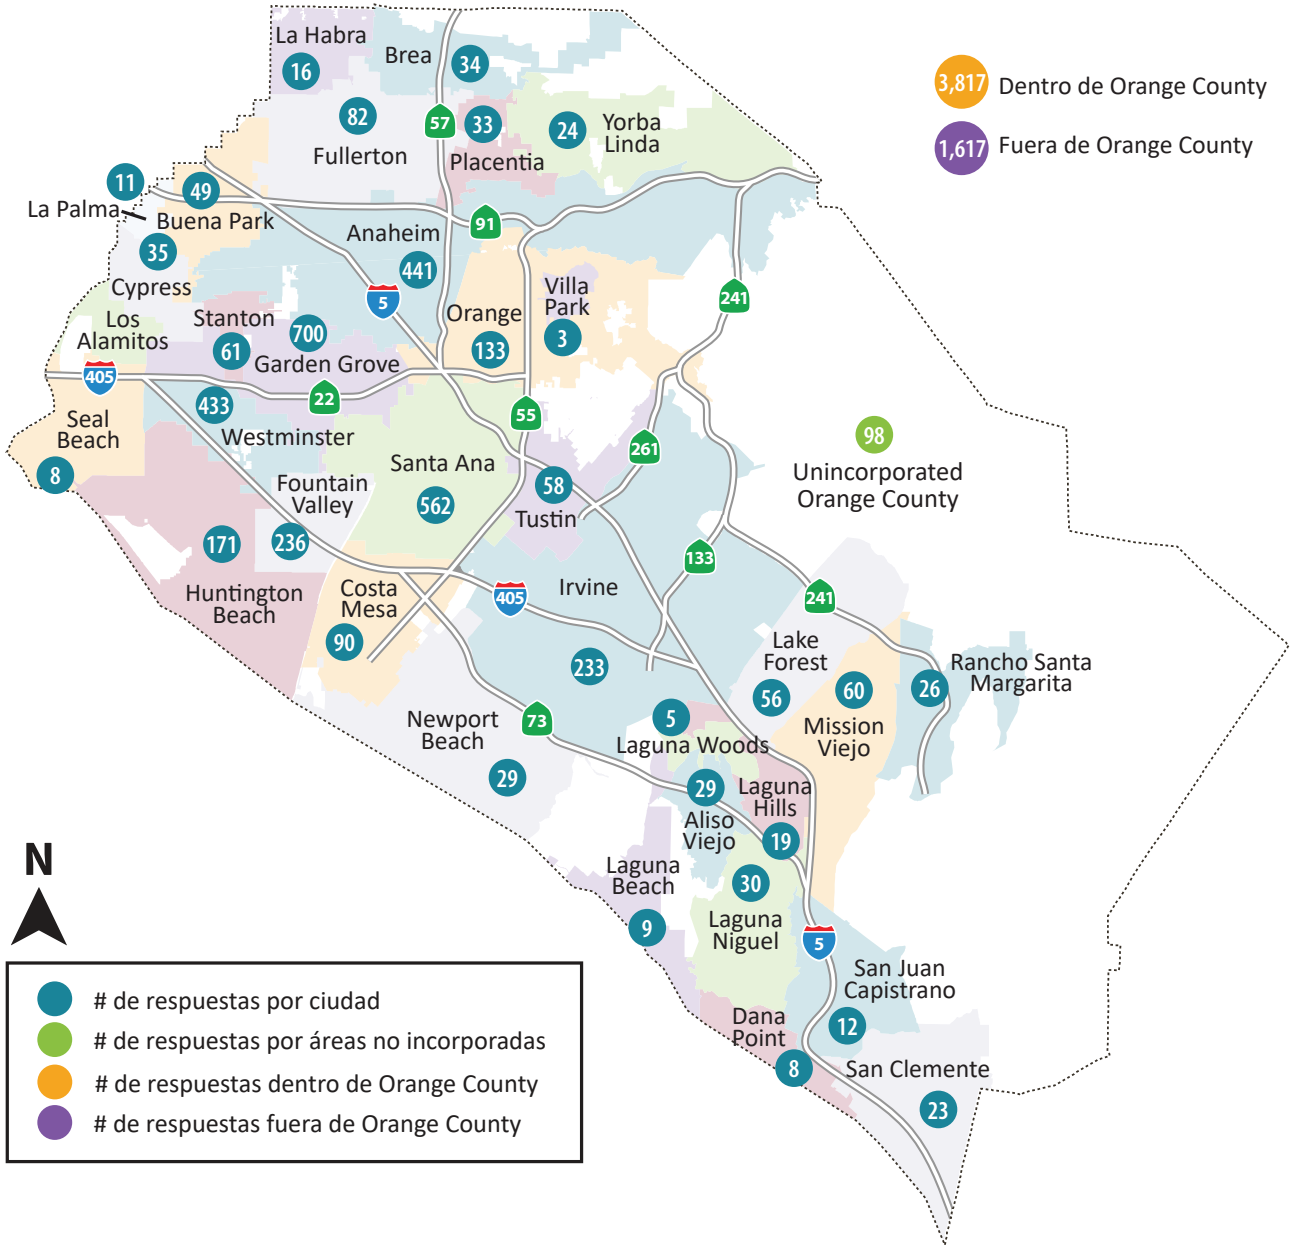 La Habra
16
Brea
34
3,817 Dentro de Orange County
1,617 Fuera de Orange County
82
Fullerton
57
33
Placentia
24
Yorba
Linda
11
La Palma
49
Buena Park
91
35
Cypress
Anaheim
441
5
Villa
Park
3
241
Los
Alamitos
Stanton
61
700
Garden Grove
Orange
133
405
22
433
Westminster
55
Seal
Beach
8
261
98
Unincorporated
Orange County
Santa Ana
562
58
Tustin
Fountain
Valley
236
171
Huntington
Beach
133
Costa
Mesa
90
405
Irvine
233
241
Lake
Forest
56
60
Mission
Viejo
26
Rancho Santa
Margarita
Newport
Beach
29
73
5
Laguna Woods
29
Aliso
Viejo
Laguna
Hills
19
Laguna
Beach
9
30
Laguna
Niguel
5
San Juan
Capistrano
12
Dana
Point
8
San Clemente
23
N
# de respuestas por ciudad
# de respuestas por áreas no incorporadas
# de respuestas dentro de Orange County
# de respuestas fuera de Orange County